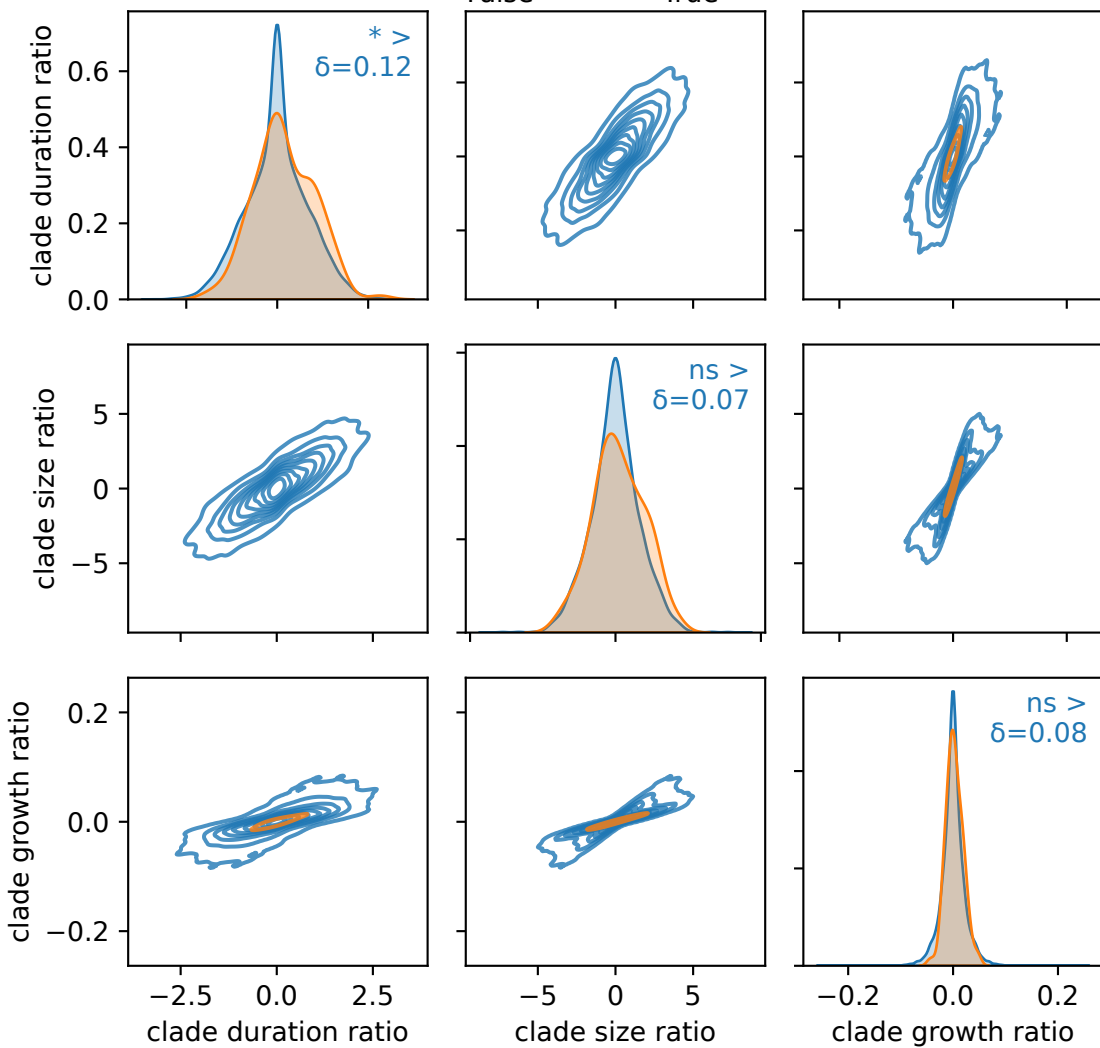 clade duration ratio
0.6
0.4
0.2
0.0
* >
δ=0.12
clade size ratio
5
0
−5
ns >
δ=0.07
clade growth ratio
0.2
0.0
−0.2
ns >
δ=0.08
−2.5 0.0 2.5
−5 0 5
−0.2 0.0 0.2
clade duration ratio
clade size ratio
clade growth ratio